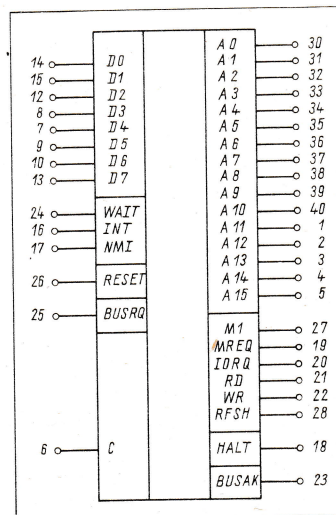 14 D0
15 D1
12 D2
8 D3
7 D4
9 D5
10 D6
13 D7
24 WAIT
16 INT
17 NMI
26 RESET
25 BUSRQ
6 C
A0 30
A1 31
A2 32
A3 33
A4 34
A5 35
A6 36
A7 37
A8 38
A9 39
A10 40
A11 1
A12 2
A13 3
A14 4
A15 5
M1 27
MREQ 19
IORQ 20
RD 21
WR 22
RFSH 28
HALT 18
BUSAK 23